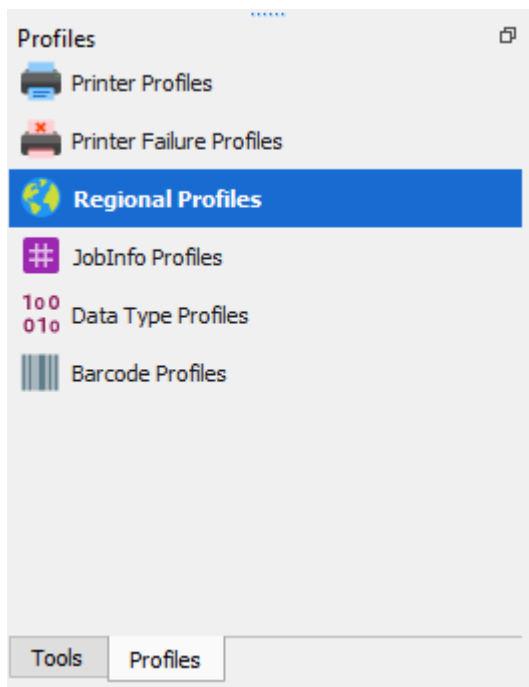 Profiles
Printer Profiles
Printer Failure Profiles
Regional Profiles
JobInfo Profiles
100
010
Data Type Profiles
Barcode Profiles
Tools
Profiles